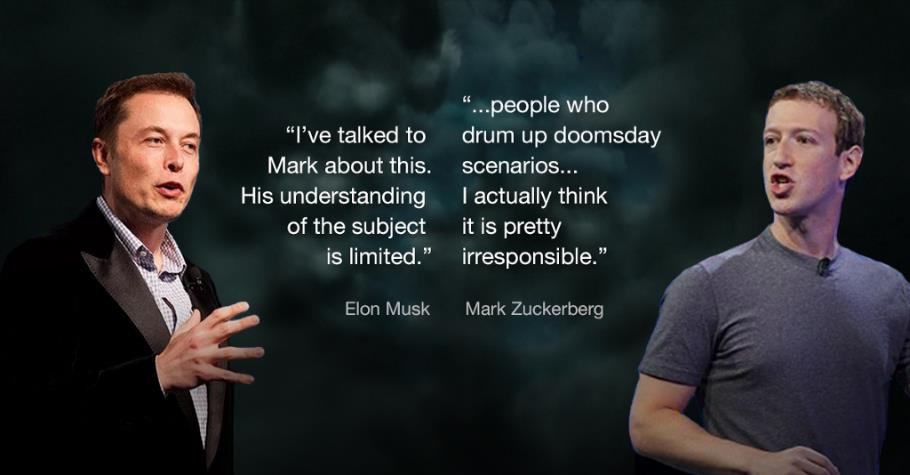 “I’ve talked to
Mark about this.
His understanding
of the subject
is limited.”
Elon Musk
“...people who
drum up doomsday
scenarios...
I actually think
it is pretty
irresponsible.”
Mark Zuckerberg